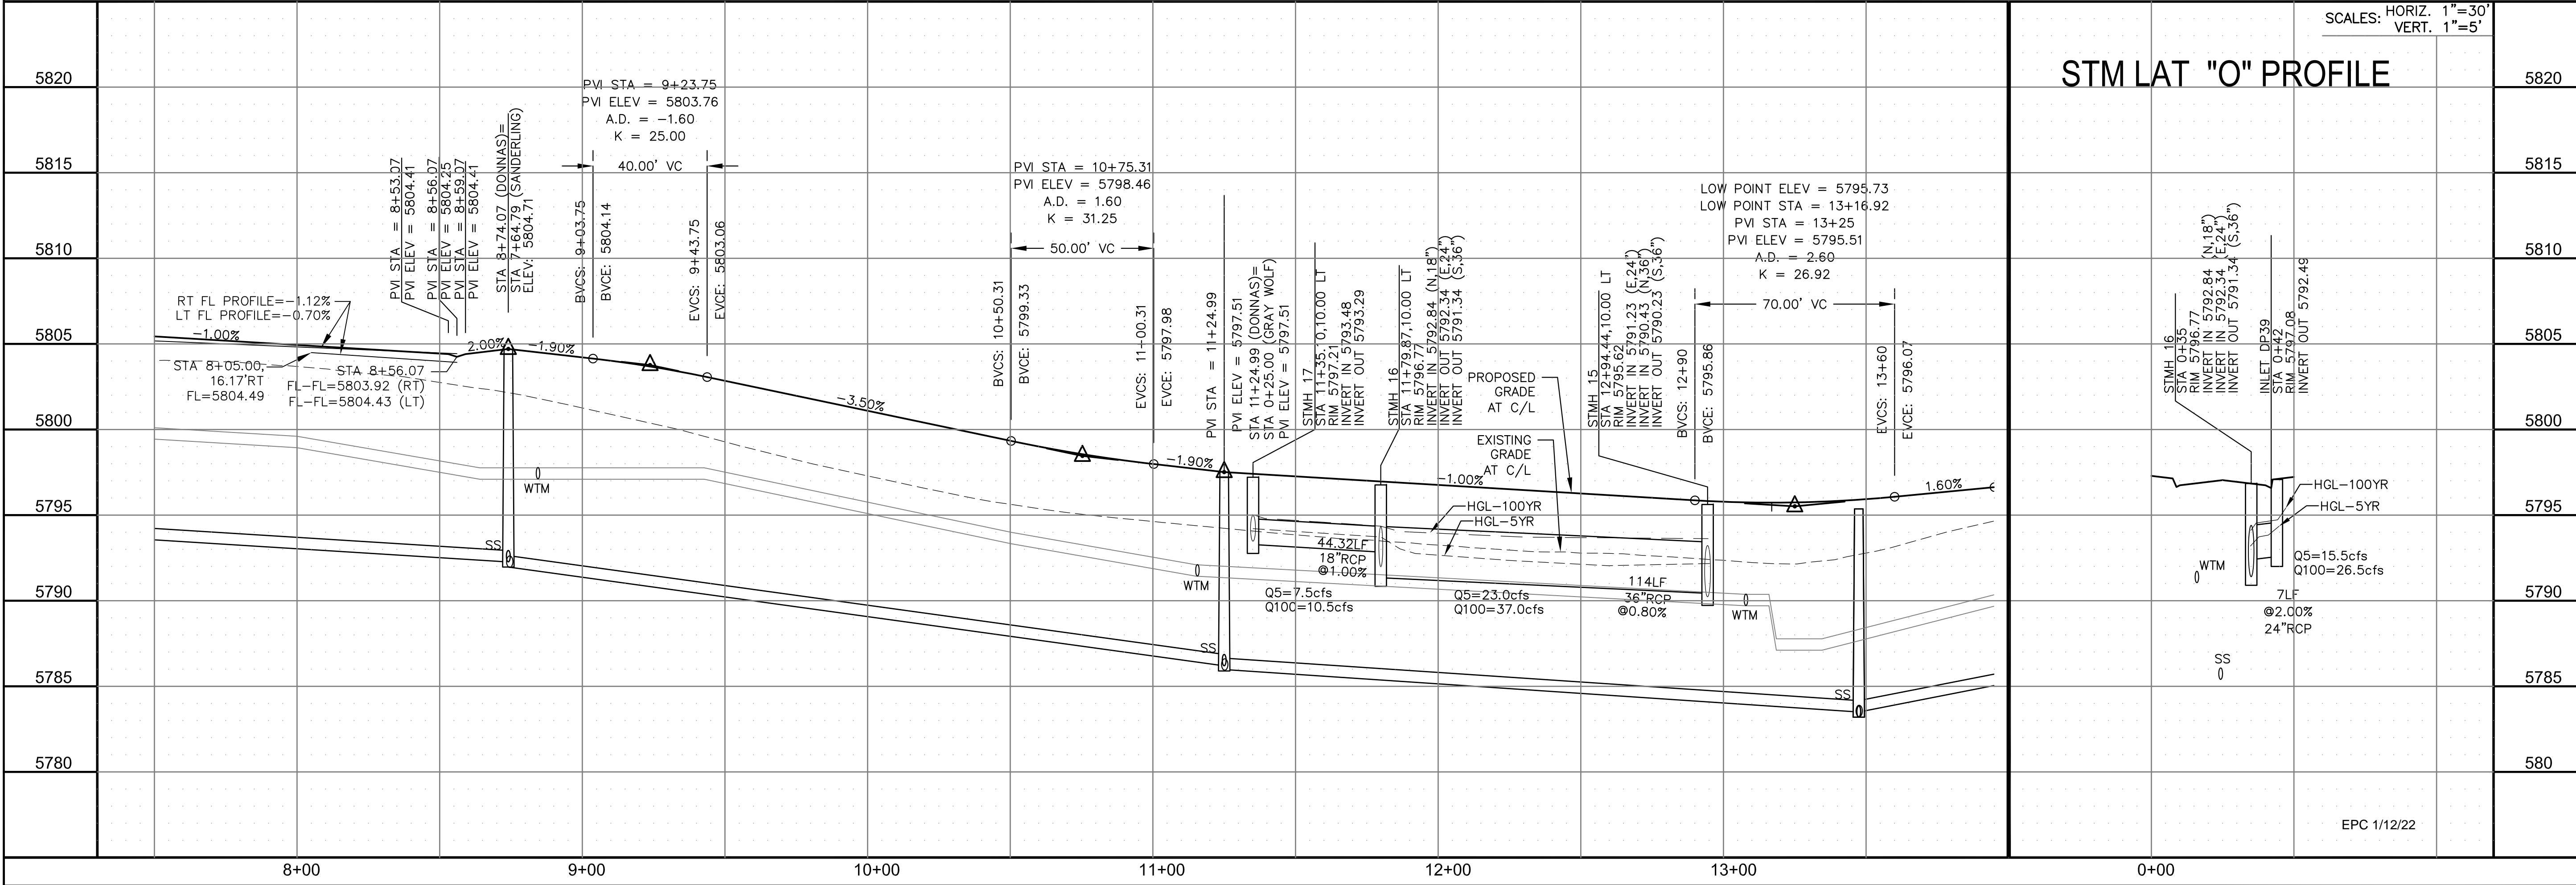 SCALES: HORIZ. 1"=30'
VERT. 1"=5'
STM LAT "O" PROFILE
5820
5815
5810
5805
5800
5795
5790
5785
5780
PVI STA = 9+23.75
PVI ELEV = 5803.76
A.D. = -1.60
K = 25.00
40.00' VC
PVI STA = 8+53.07
PVI ELEV = 5804.41
PVI STA = 8+56.07
PVI ELEV = 5804.25
PVI STA = 8+59.07
PVI ELEV = 5804.41
STA 8+74.07 (DONNAS)=
STA 7+64.79 (SANDERLING)
ELEV: 5804.71
BVCS: 9+03.75
BVCE: 5804.14
EVCS: 9+43.75
EVCE: 5803.06
RT FL PROFILE=-1.12%
LT FL PROFILE=-0.70%
-1.00%
2.00%
-1.90%
STA 8+05.00,
16.17'RT
FL=5804.49
STA 8+56.07
FL-FL=5803.92 (RT)
FL-FL=5804.43 (LT)
WTM
SS
-3.50%
PVI STA = 10+75.31
PVI ELEV = 5798.46
A.D. = 1.60
K = 31.25
50.00' VC
BVCS: 10+50.31
BVCE: 5799.33
EVCS: 11-00.31
EVCE: 5797.98
-1.90%
PVI STA = 11+24.99
PVI ELEV = 5797.51
STA 11+24.99 (DONNAS)=
STA 0+25.00 (GRAY WOLF)
PVI ELEV = 5797.51
STMH 17
STA 11+35.10,10.00 LT
RIM 5797.21
INVERT IN 5793.48
INVERT OUT 5793.29
STMH 16
STA 11+79.87,10.00 LT
RIM 5796.77
INVERT IN 5792.84 (N,18")
INVERT OUT 5792.34 (E,24")
INVERT OUT 5791.34 (S,36")
PROPOSED
GRADE
AT C/L
EXISTING
GRADE
AT C/L
-1.00%
HGL-100YR
HGL-5YR
WTM
SS
44.32LF
18"RCP
@1.00%
Q5=7.5cfs
Q100=10.5cfs
Q5=23.0cfs
Q100=37.0cfs
114LF
36"RCP
@0.80%
STMH 15
STA 12+94.44,10.00 LT
RIM 5795.62
INVERT IN 5791.23 (E,24")
INVERT IN 5790.43 (N,36")
INVERT OUT 5790.23 (S,36")
LOW POINT ELEV = 5795.73
LOW POINT STA = 13+16.92
PVI STA = 13+25
PVI ELEV = 5795.51
A.D. = 2.60
K = 26.92
70.00' VC
BVCS: 12+90
BVCE: 5795.86
EVCS: 13+60
EVCE: 5796.07
1.60%
WTM
SS
STMH 16
STA 0+35
RIM 5796.77
INVERT IN 5792.84 (N,18")
INVERT IN 5792.34 (E,24")
INVERT OUT 5791.34 (S,36")
INLET DP39
STA 0+42
RIM 5797.08
INVERT OUT 5792.49
HGL-100YR
HGL-5YR
Q5=15.5cfs
Q100=26.5cfs
WTM
7LF
@2.00%
24"RCP
SS
5820
5815
5810
5805
5800
5795
5790
5785
580
EPC 1/12/22
8+00
9+00
10+00
11+00
12+00
13+00
0+00